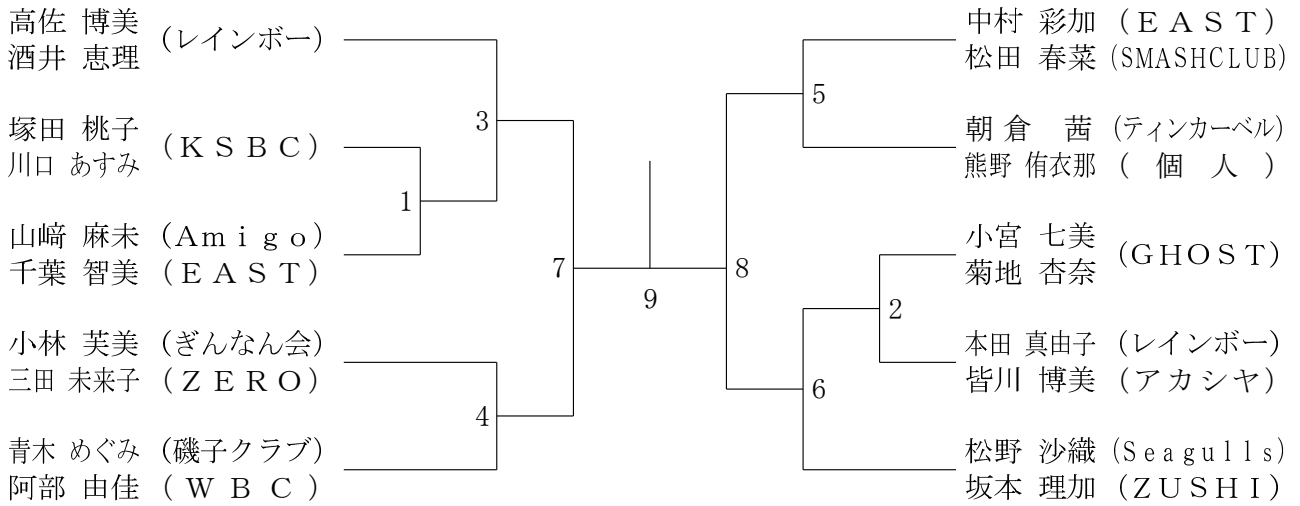 高佐 博美 (レインボー)
酒井 恵理
塚田 桃子 (KSBC)
川口 あすみ
山﨑 麻未 (Amigo)
千葉 智美 (EAST)
小林 芙美 (ぎんなん会)
三田 未来子 (ZERO)
青木 めぐみ (磯子クラブ)
阿部 由佳 (WBC)
3
1
7
4
9
5
8
2
6
中村 彩加 (EAST)
松田 春菜 (SMASHCLUB)
朝倉 茜 (ティンカーベル)
熊野 侑衣那 (個人)
小宮 七美 (GHOST)
菊地 杏奈
本田 真由子 (レインボー)
皆川 博美 (アカシヤ)
松野 沙織 (Seagulls)
坂本 理加 (ZUSHI)